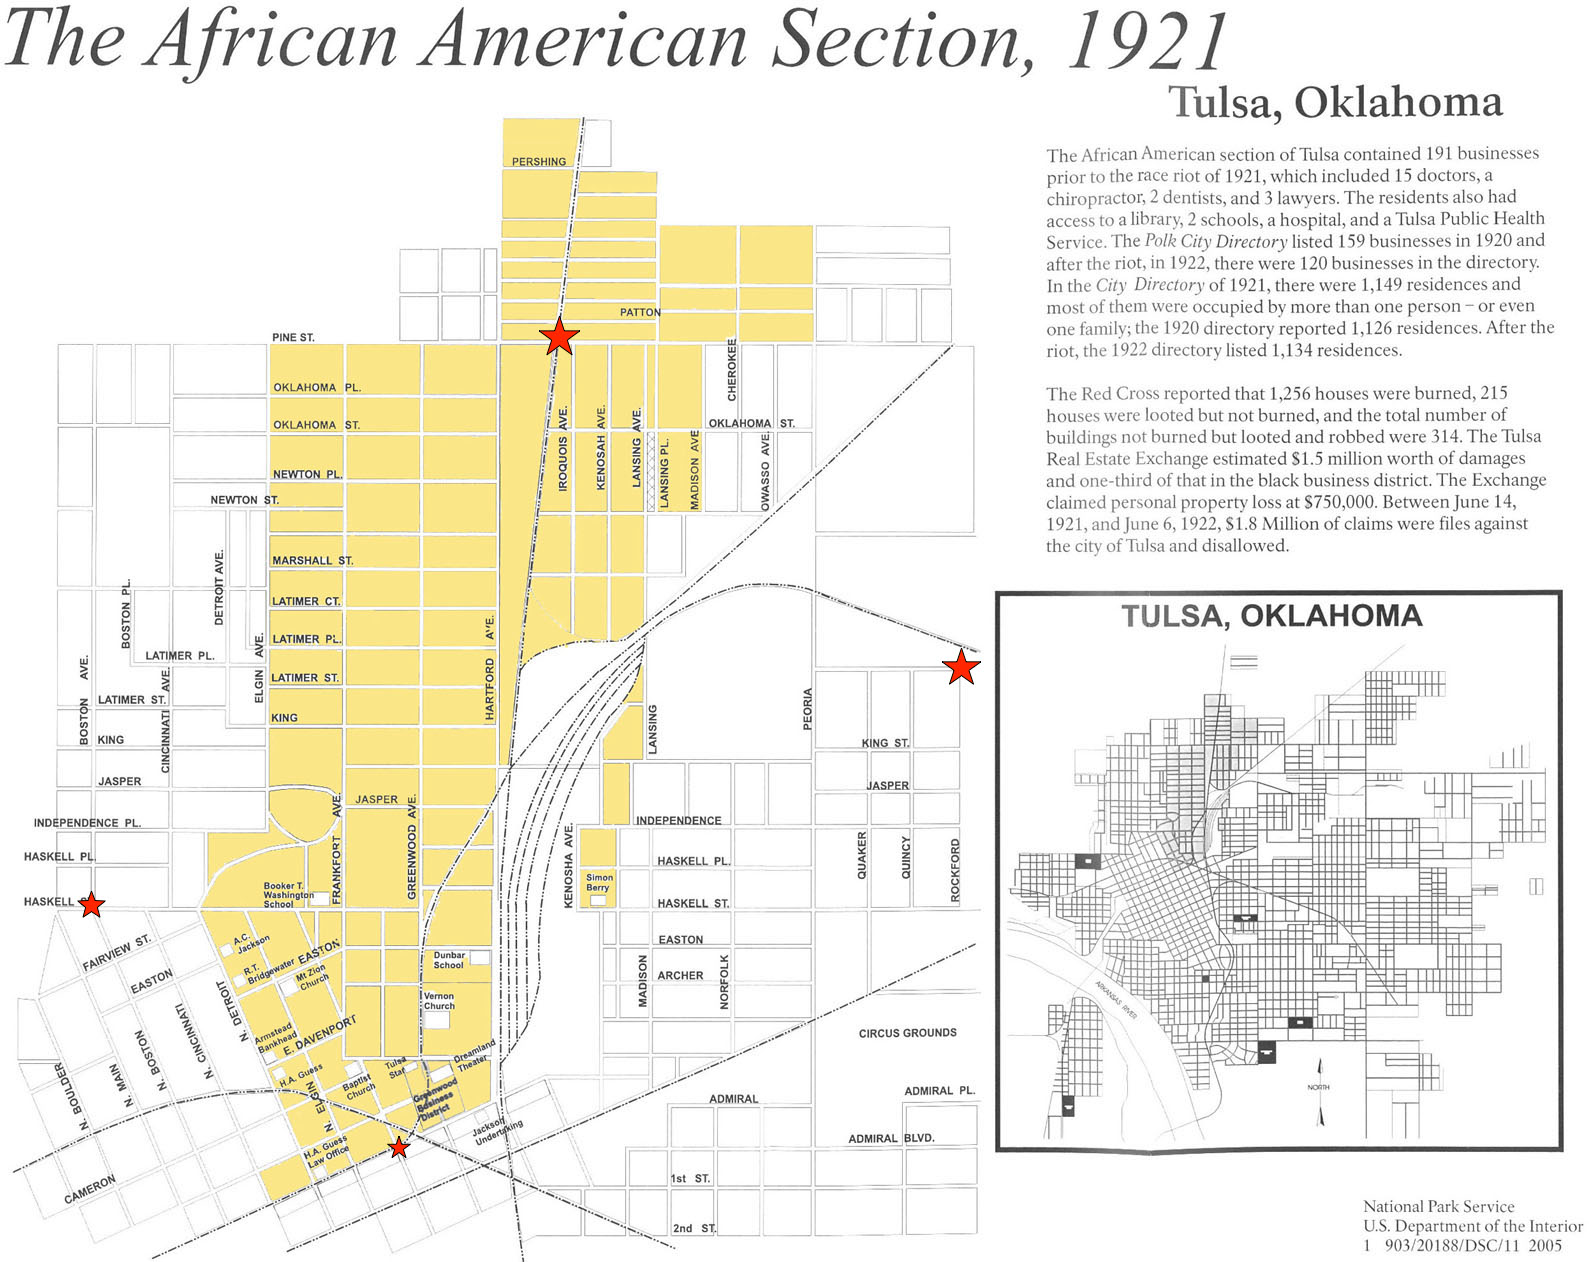 The African American Section, 1921
Tulsa, Oklahoma
The African American section of Tulsa contained 191 businesses
prior to the race riot of 1921, which included 15 doctors, a
chiropractor, 2 dentists, and 3 lawyers. The residents also had
access to a library, 2 schools, a hospital, and a Tulsa Public Health
Service. The Polk City Directory listed 159 businesses in 1920 and
after the riot, in 1922, there were 120 businesses in the directory.
In the City Directory of 1921, there were 1,149 residences and
most of them were occupied by more than one person – or even
one family; the 1920 directory reported 1,126 residences. After the
riot, the 1922 directory listed 1,134 residences.
The Red Cross reported that 1,256 houses were burned, 215
houses were looted but not burned, and the total number of
buildings not burned but looted and robbed were 314. The Tulsa
Real Estate Exchange estimated $1.5 million worth of damages
and one-third of that in the black business district. The Exchange
claimed personal property loss at $750,000. Between June 14,
1921, and June 6, 1922, $1.8 Million of claims were files against
the city of Tulsa and disallowed.
PERSHING
PATTON
PINE ST.
CHEROKEE
OKLAHOMA PL.
OKLAHOMA ST.
OKLAHOMA ST.
IROQUOIS AVE.
KENOSAH AVE.
LANSING AVE.
LANSING PL.
MADISON AVE
OWASSO AVE.
NEWTON PL.
NEWTON ST.
MARSHALL ST.
DETROIT AVE.
BOSTON PL.
LATIMER CT.
LATIMER PL.
LATIMER PL.
ELGIN AVE.
HARTFORD AVE.
LATIMER ST.
LATIMER ST.
BOSTON AVE.
CINCINNATI AVE.
KING
KING
LANSING
PEORIA
KING ST.
JASPER
JASPER
JASPER
INDEPENDENCE PL.
INDEPENDENCE
FRANKFORT AVE.
GREENWOOD AVE.
KENOSHA AVE.
QUAKER
QUINCY
ROCKFORD
HASKELL PL.
HASKELL PL.
Simon
Berry
Booker T.
Washington
School
HASKELL
HASKELL ST.
FAIRVIEW ST.
A.C.
Jackson
EASTON
EASTON
R.T.
Bridgewater
EASTON
Mt Zion
Church
Dunbar
School
ARCHER
MADISON
NORFOLK
Vernon
Church
N. DETROIT
Armstead
Bankhead
E. DAVENPORT
CIRCUS GROUNDS
N. CINCINNATI
N. BOSTON
N. MAIN
N. BOULDER
H.A. Guess
Baptist
Church
Tulsa
Star
Dreamland
Theater
Greenwood
Business
District
N. ELGIN
Jackson
Undertaking
H.A. Guess
Law Office
CAMERON
ADMIRAL
ADMIRAL PL.
ADMIRAL BLVD.
1st ST.
2nd ST.
TULSA, OKLAHOMA
ARKANSAS RIVER
NORTH
National Park Service
U.S. Department of the Interior
1 903/20188/DSC/11 2005